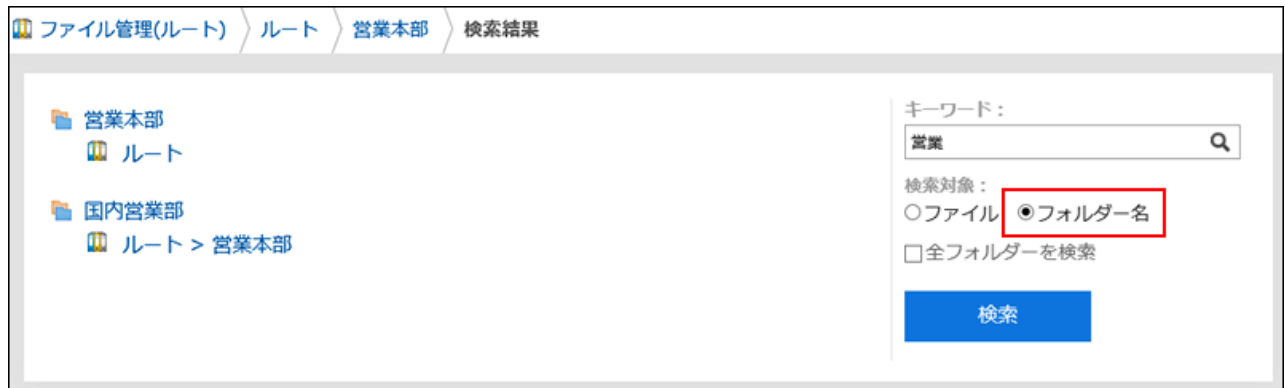 ファイル管理(ルート) ルート 営業本部 検索結果
営業本部
ルート
国内営業部
ルート > 営業本部
キーワード：
営業
検索対象：
ファイル フォルダー名
全フォルダーを検索
検索